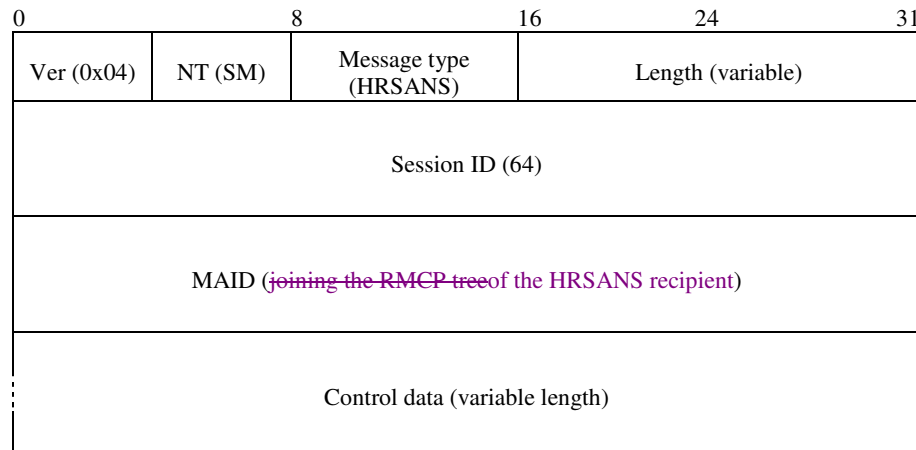 0 8 16 24 31
Ver (0x04) NT (SM) Message type (HRSANS) Length (variable)
Session ID (64)
MAID (joining the RMCP treeof the HRSANS recipient)
Control data (variable length)